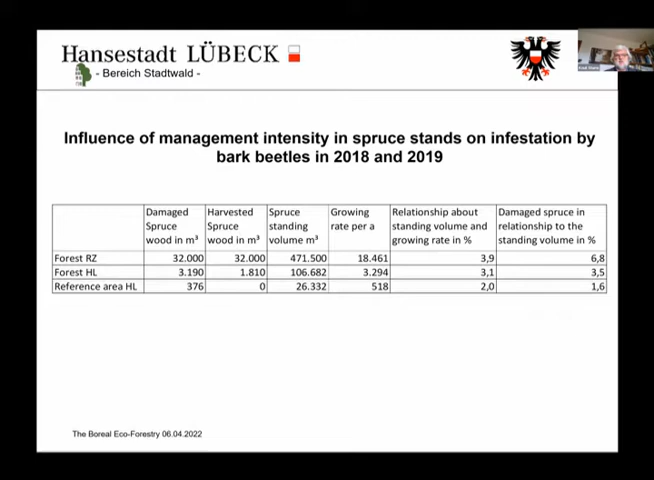 Hansestadt LÜBECK
- Bereich Stadtwald -
Influence of management intensity in spruce stands on infestation by
bark beetles in 2018 and 2019
Damaged Spruce wood in m³ Harvested Spruce wood in m³ Spruce standing volume m³ Growing rate per a Relationship about standing volume and growing rate in % Damaged spruce in relationship to the standing volume in %
Forest RZ 32.000 32.000 471.500 18.461 3,9 6,8
Forest HL 3.190 1.810 106.682 3.294 3,1 3,5
Reference area HL 376 0 26.332 518 2,0 1,6
The Boreal Eco-Forestry 06.04.2022